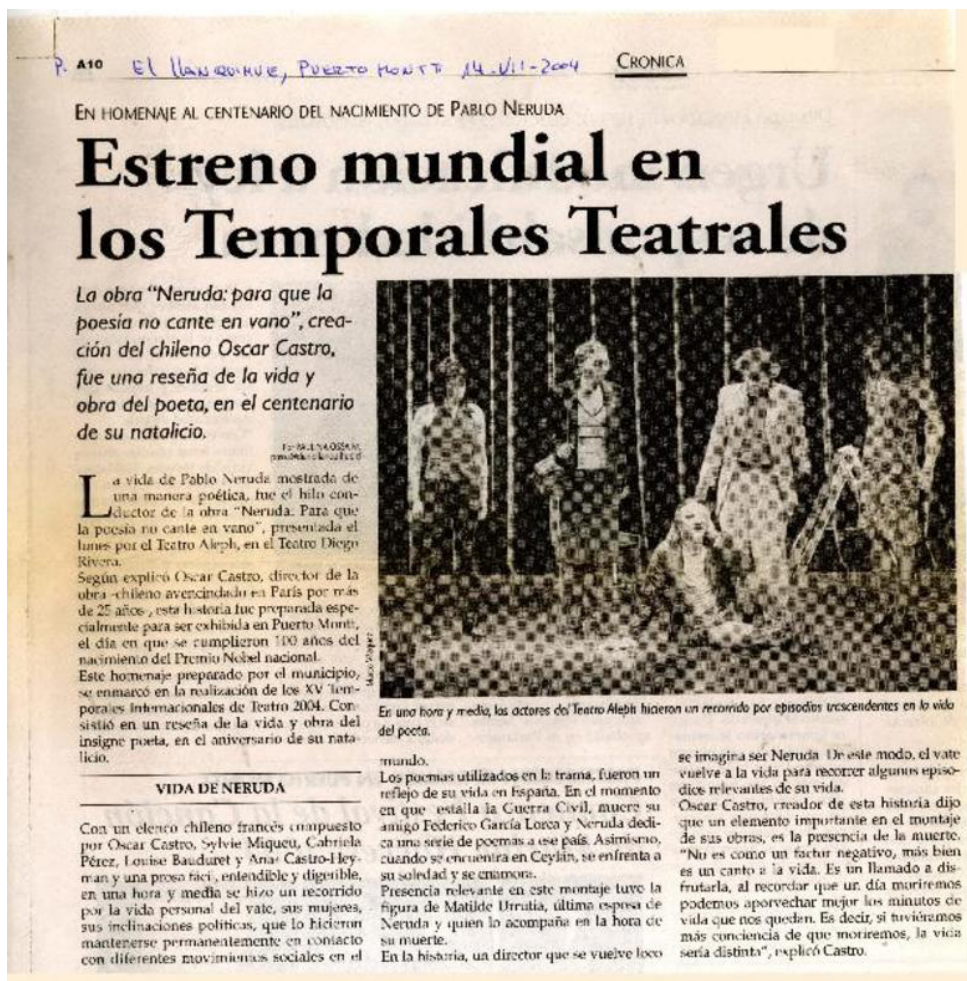 P. A10 El Llanquihue, Puerto Montt 14-VII-2004 CRONICA
EN HOMENAJE AL CENTENARIO DEL NACIMIENTO DE PABLO NERUDA
Estreno mundial en
los Temporales Teatrales
La obra "Neruda: para que la
poesía no cante en vano", crea-
ción del chileno Oscar Castro,
fue una reseña de la vida y
obra del poeta, en el centenario
de su natalicio.
Por
La vida de Pablo Neruda mostrada de
una manera poética, fue el hilo con-
ductor de la obra "Neruda: Para que
la poesía no cante en vano", presentada el
lunes por el Teatro Aleph, en el Teatro Diego
Rivera.
Según explicó Oscar Castro, director de la
obra -chileno avencindado en París por más
de 25 años, esta historia fue preparada espe-
cialmente para ser exhibida en Puerto Montt,
el día en que se cumplieron 100 años del
nacimiento del Premio Nobel nacional.
Este homenaje preparado por el municipio,
se enmarcó en la realización de los XV Tem-
porales Internacionales de Teatro 2004. Con-
sistió en un reseña de la vida y obra del
insigne poeta, en el aniversario de su nata-
licio.
VIDA DE NERUDA
Con un elenco chileno francés compuesto
por Oscar Castro, Sylvie Miqueu, Gabriela
Pérez, Louise Bauduret y Anaï Castro-Hey-
man y una prosa fácil, entendible y digerible,
en una hora y media se hizo un recorrido
por la vida personal del vate, sus mujeres,
sus inclinaciones políticas, que lo hicieron
mantenerse permanentemente en contacto
con diferentes movimientos sociales en el
En una hora y media, los actores del Teatro Aleph hicieron un recorrido por episodios trascendentes en la vida
del poeta.
mundo.
Los poemas utilizados en la trama, fueron un
reflejo de su vida en España. En el momento
en que estalla la Guerra Civil, muere su
amigo Federico García Lorca y Neruda dedi-
ca una serie de poemas a ese país. Asimismo,
cuando se encuentra en Ceylán, se enfrenta a
su soledad y se enamora.
Presencia relevante en este montaje tuvo la
figura de Matilde Urrutia, última esposa de
Neruda y quien lo acompaña en la hora de
su muerte.
En la historia, un director que se vuelve loco
se imagina ser Neruda. De este modo, el vate
vuelve a la vida para recorrer algunos episo-
dios relevantes de su vida.
Oscar Castro, creador de esta historia dijo
que un elemento importante en el montaje
de sus obras, es la presencia de la muerte.
"No es como un factor negativo, más bien
es un canto a la vida. Es un llamado a dis-
frutarla, al recordar que un día moriremos
podemos aporvechar mejor los minutos de
vida que nos quedan. Es decir, si tuviéramos
más conciencia de que moriremos, la vida
sería distinta", explicó Castro.